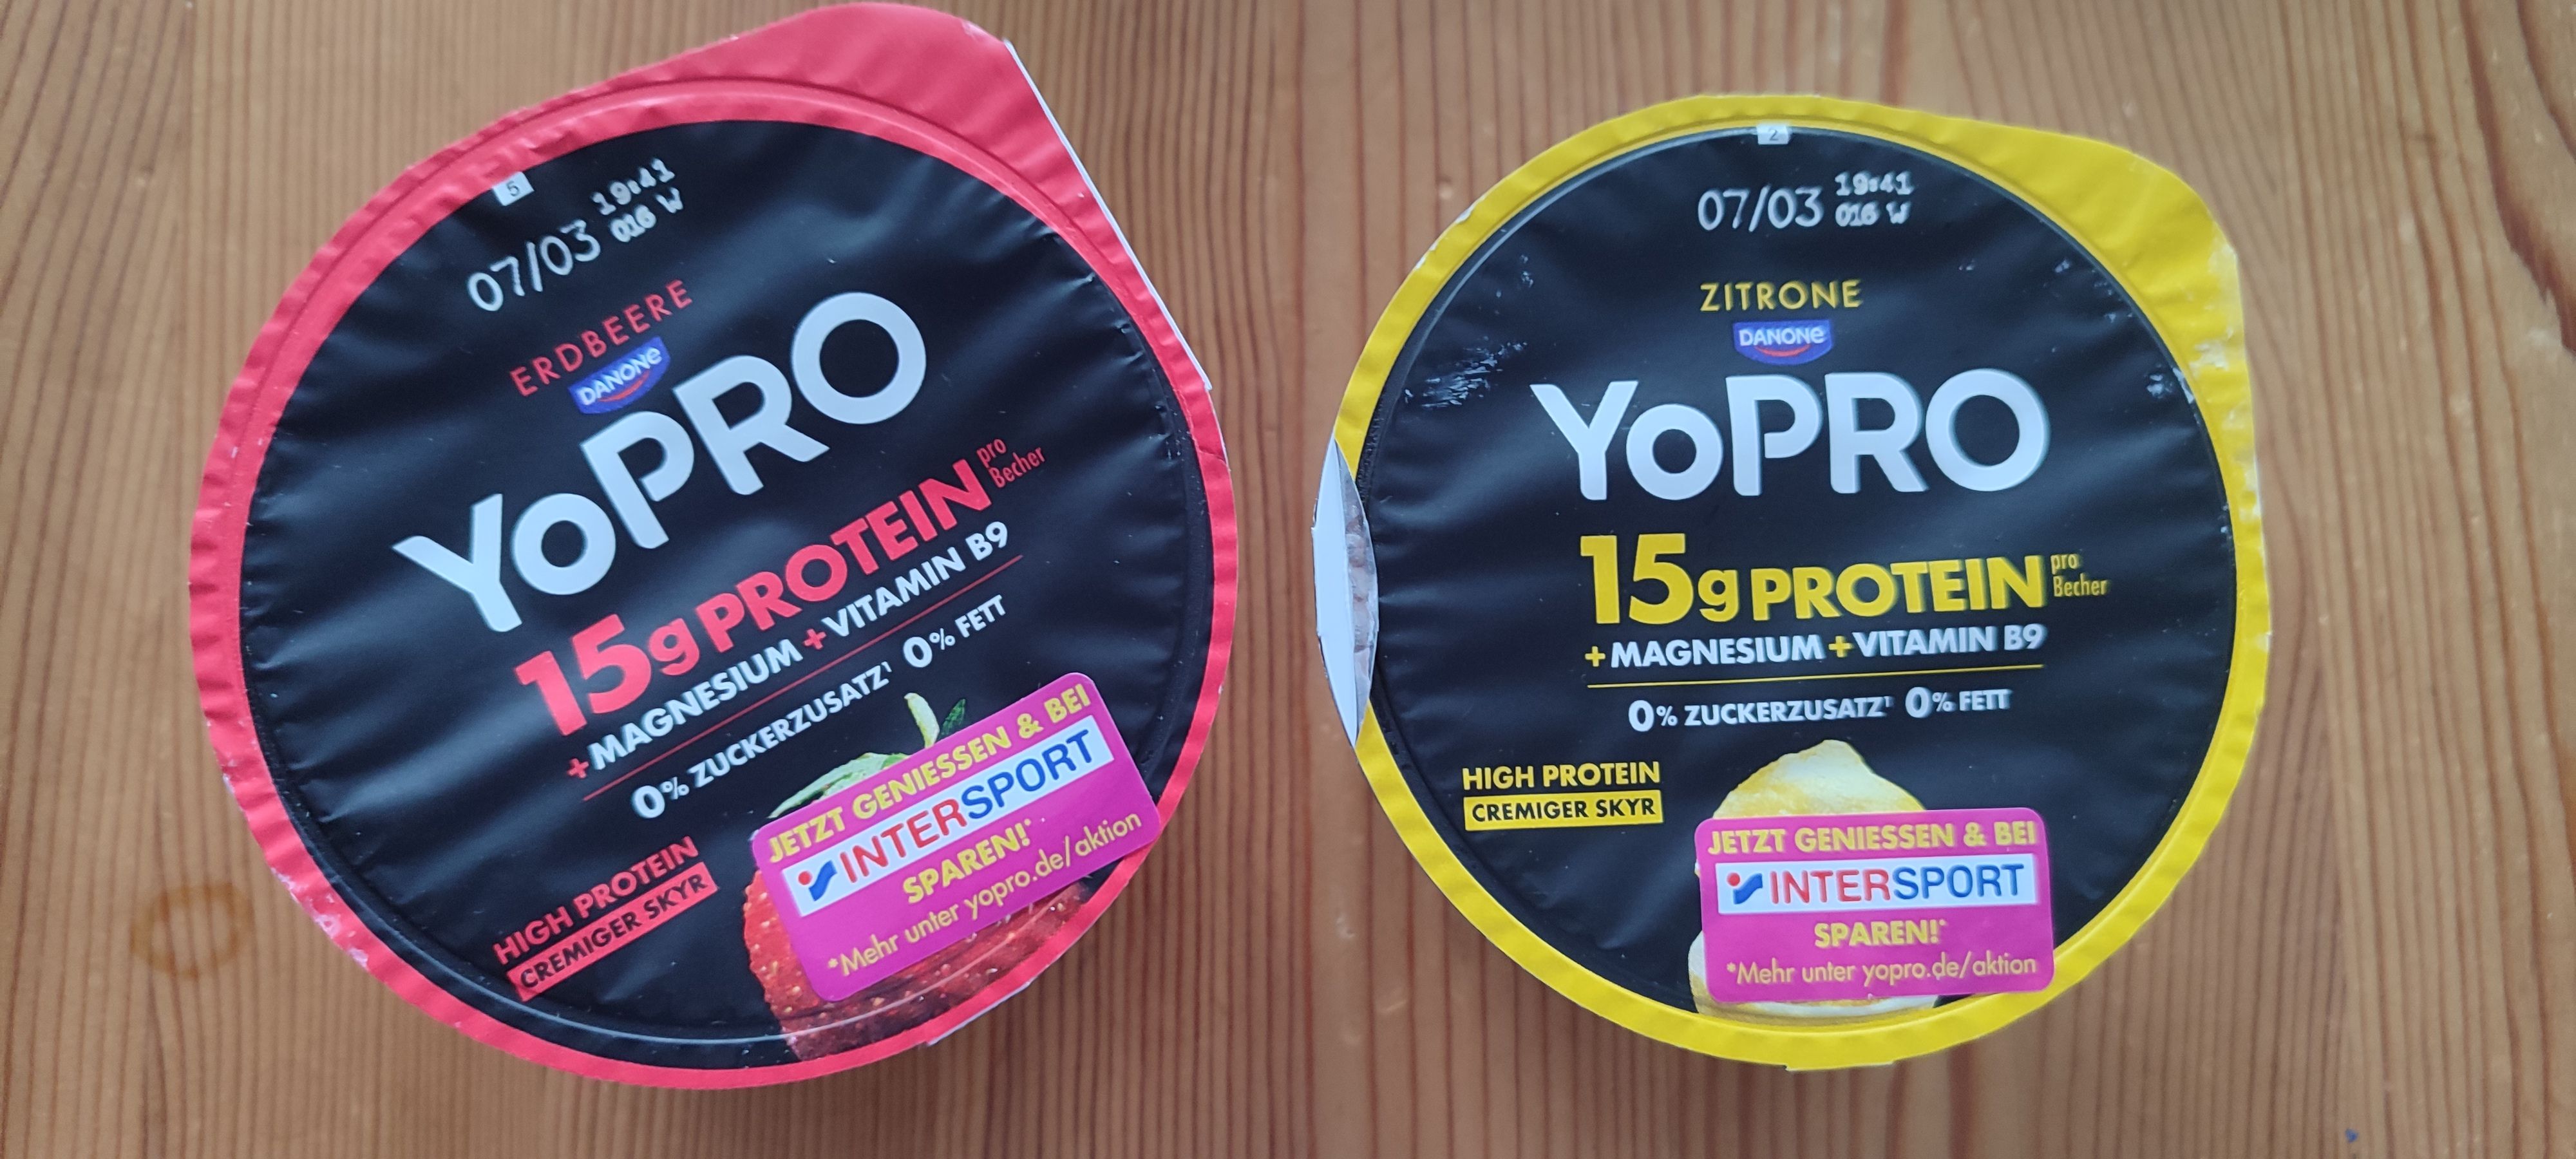 5
07/03 19:41
016 W
ERDBEERE
DANONE
YoPRO
15g PROTEIN pro
Becher
+MAGNESIUM +VITAMIN B9
0% ZUCKERZUSATZ¹ 0% FETT
HIGH PROTEIN
CREMIGER SKYR
JETZT GENIESSEN & BEI
INTERSPORT
SPAREN!*
*Mehr unter yopro.de/aktion
2
07/03 19:41
016 W
ZITRONE
DANONE
YoPRO
15g PROTEIN pro
Becher
+MAGNESIUM +VITAMIN B9
0% ZUCKERZUSATZ¹ 0% FETT
HIGH PROTEIN
CREMIGER SKYR
JETZT GENIESSEN & BEI
INTERSPORT
SPAREN!*
*Mehr unter yopro.de/aktion